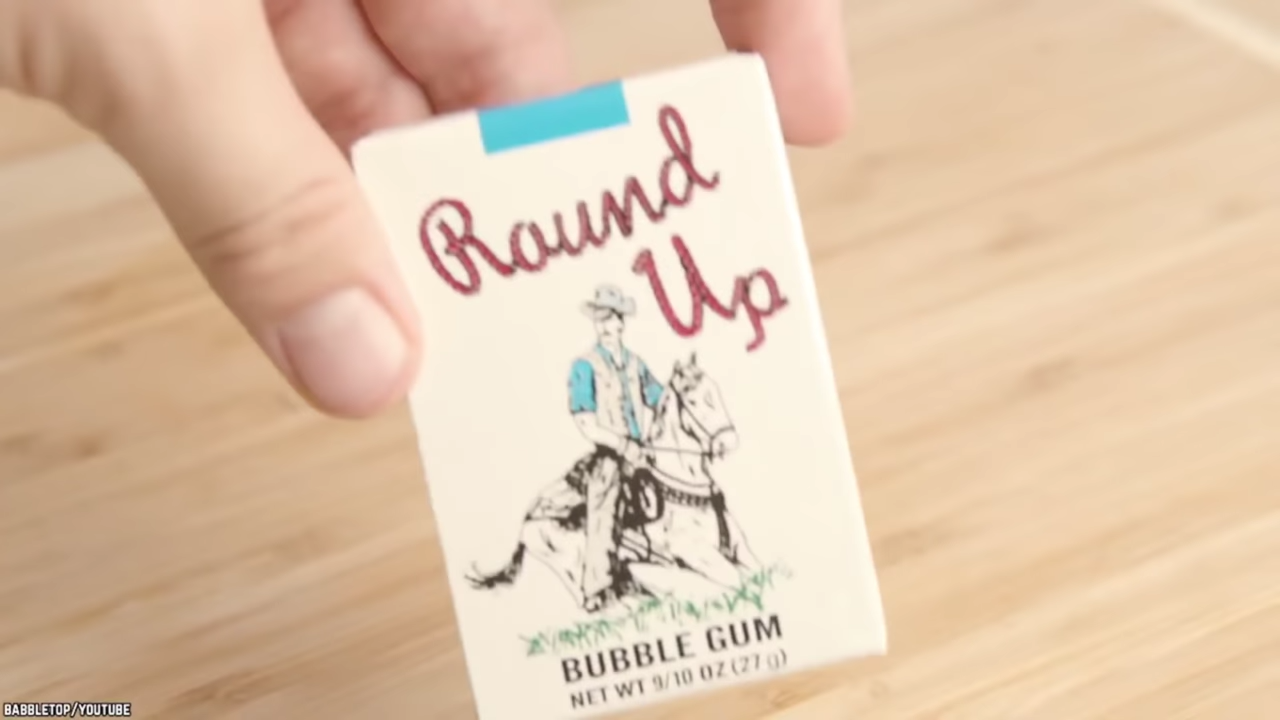 Round
Up
BUBBLE GUM
NET WT 9/10 OZ (27 g)
BABBLETOP/YOUTUBE